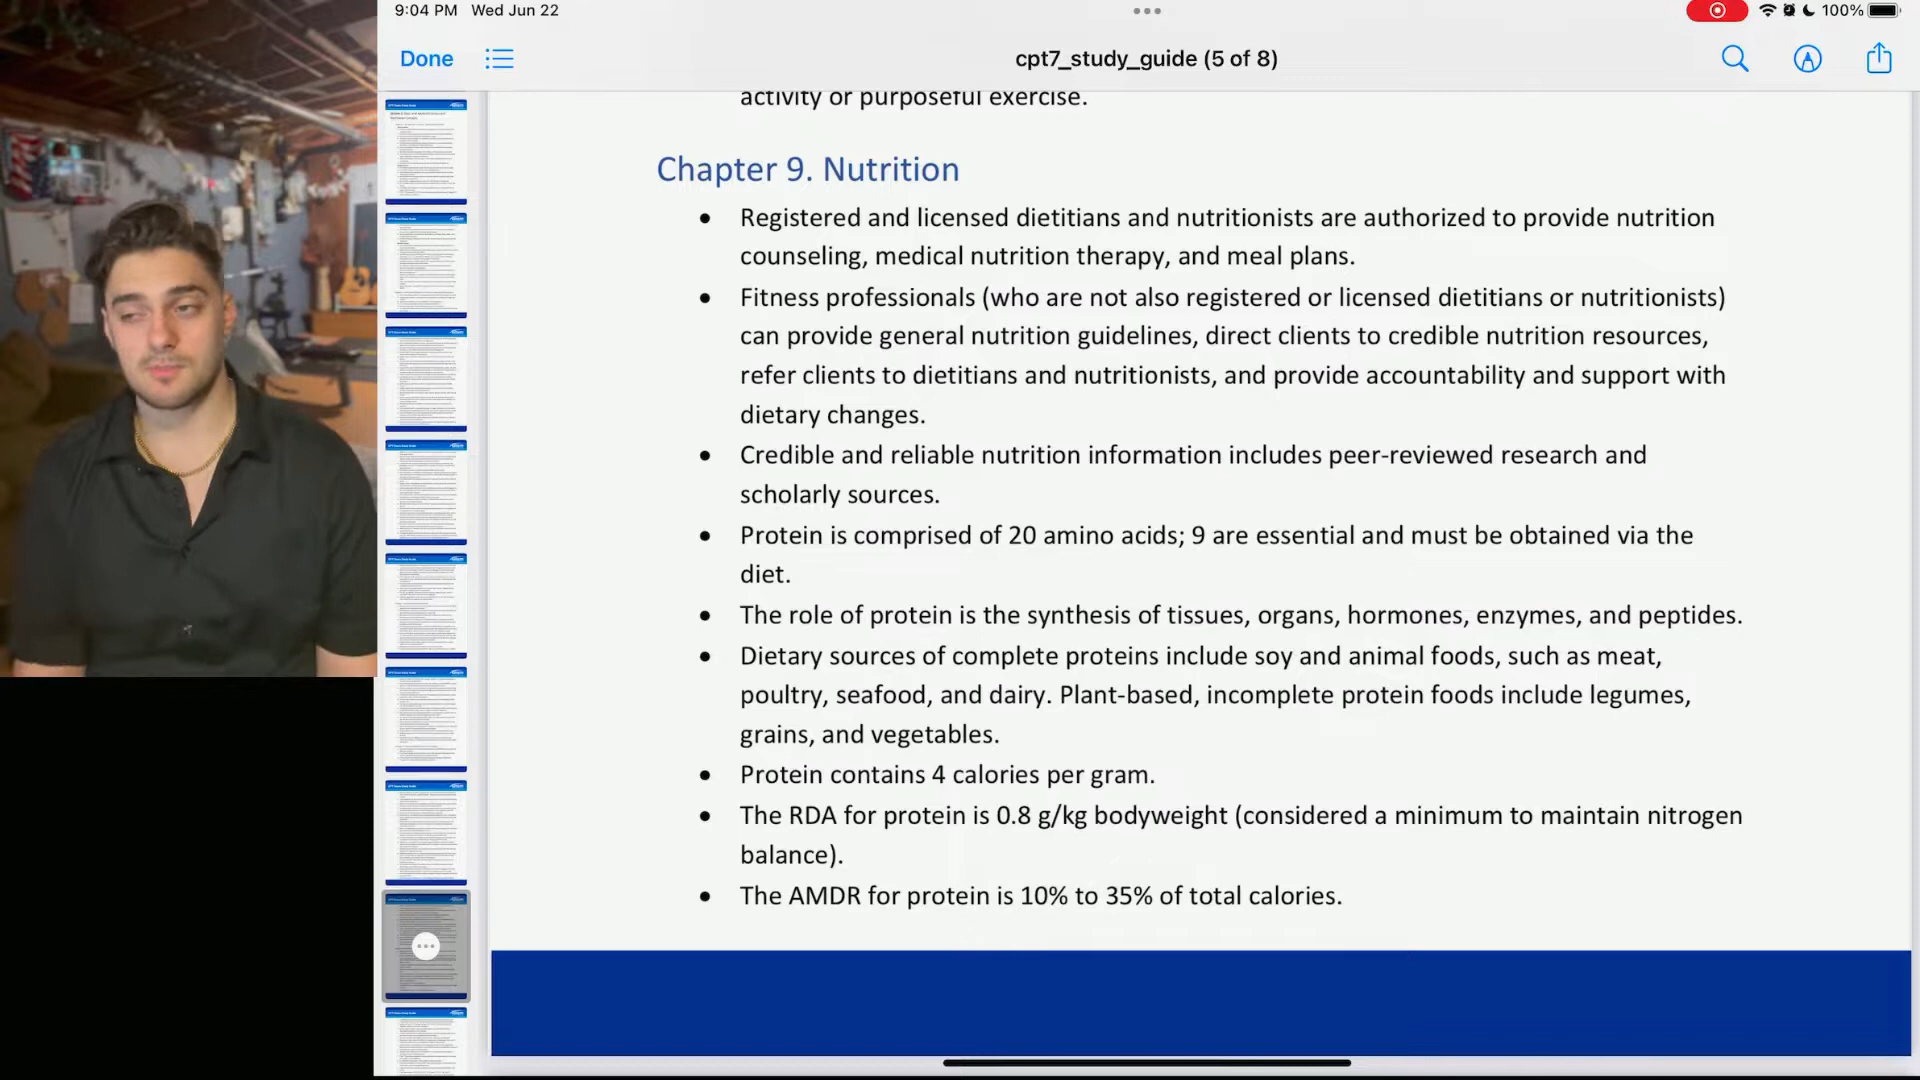 9:04 PM Wed Jun 22
100%
Done
cpt7_study_guide (5 of 8)
activity or purposeful exercise.
Chapter 9. Nutrition
• Registered and licensed dietitians and nutritionists are authorized to provide nutrition
counseling, medical nutrition therapy, and meal plans.
• Fitness professionals (who are not also registered or licensed dietitians or nutritionists)
can provide general nutrition guidelines, direct clients to credible nutrition resources,
refer clients to dietitians and nutritionists, and provide accountability and support with
dietary changes.
• Credible and reliable nutrition information includes peer-reviewed research and
scholarly sources.
• Protein is comprised of 20 amino acids; 9 are essential and must be obtained via the
diet.
• The role of protein is the synthesis of tissues, organs, hormones, enzymes, and peptides.
• Dietary sources of complete proteins include soy and animal foods, such as meat,
poultry, seafood, and dairy. Plant-based, incomplete protein foods include legumes,
grains, and vegetables.
• Protein contains 4 calories per gram.
• The RDA for protein is 0.8 g/kg bodyweight (considered a minimum to maintain nitrogen
balance).
• The AMDR for protein is 10% to 35% of total calories.